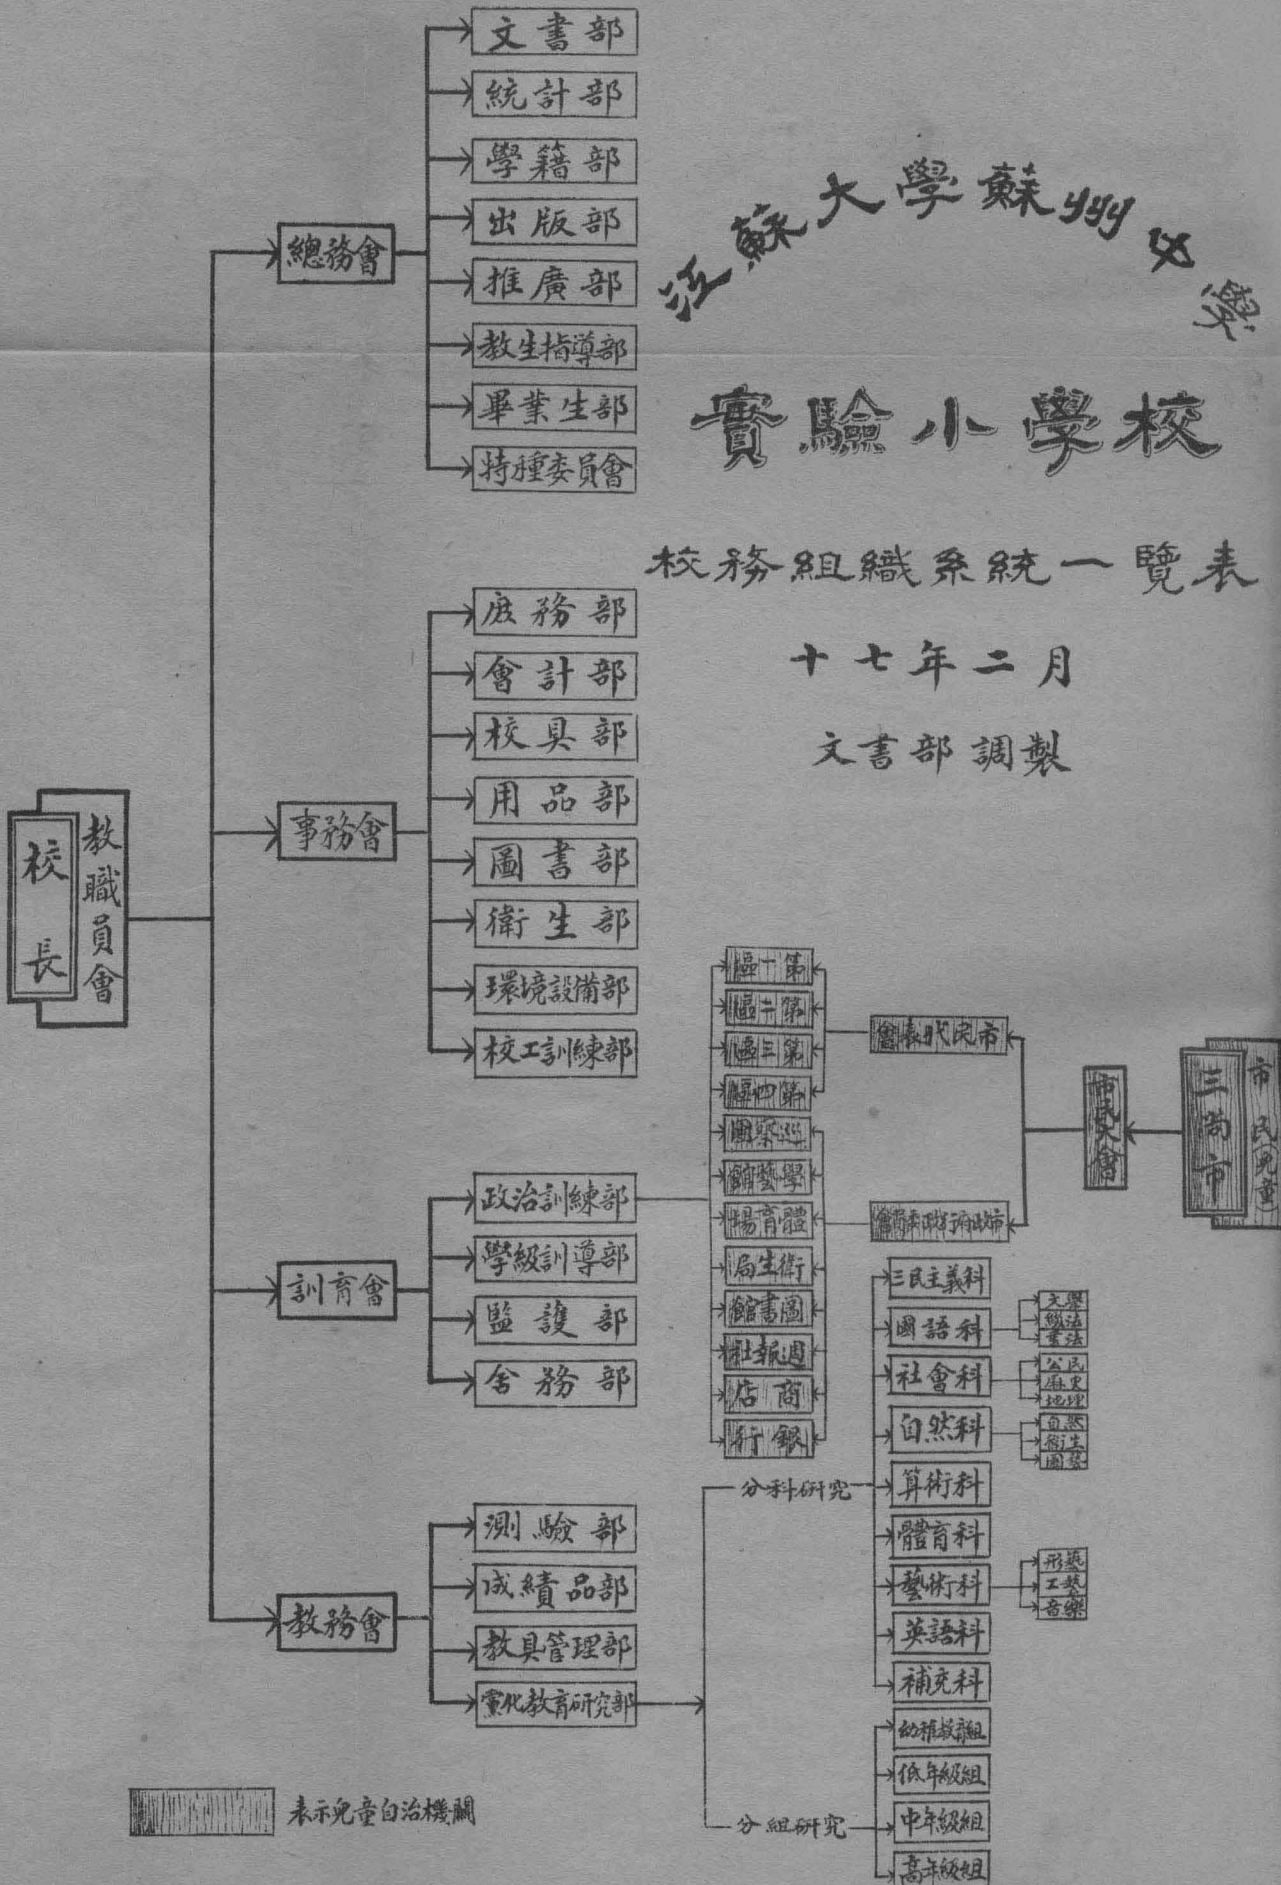 江蘇大學蘇州中學
實驗小學校
校務組織系統一覽表
十七年二月
文書部調製
校長
教職員會
總務會
文書部
統計部
學籍部
出版部
推廣部
教生指導部
畢業生部
特種委員會
事務會
庶務部
會計部
校具部
用品部
圖書部
衛生部
環境設備部
校工訓練部
訓育會
政治訓練部
學級訓導部
監護部
舍務部
教務會
測驗部
成績品部
教具管理部
黨化教育研究部
分科研究
三民主義科
國語科
文學
綴法
書法
社會科
公民
歷史
地理
自然科
自然
衛生
園藝
算術科
體育科
藝術科
形藝
工藝
音樂
英語科
補充科
分組研究
幼稚教育組
低年級組
中年級組
高年級組
市民(兒童)
三尚市
市民大會
市民代表會
第一區
第二區
第三區
第四區
巡察團
學藝館
體育場
衛生局
圖書館
週報社
商店
銀行
表示兒童自治機關